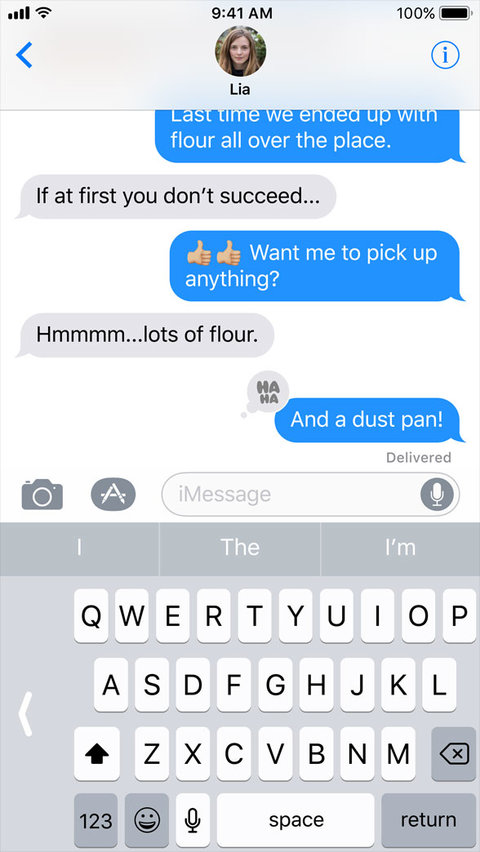 9:41 AM
100%
Lia
Last time we ended up with
flour all over the place.
If at first you don’t succeed...
👍🏼👍🏼 Want me to pick up
anything?
Hmmmm...lots of flour.
HA
HA
And a dust pan!
Delivered
iMessage
I The I’m
Q W E R T Y U I O P
A S D F G H J K L
Z X C V B N M
123 space return